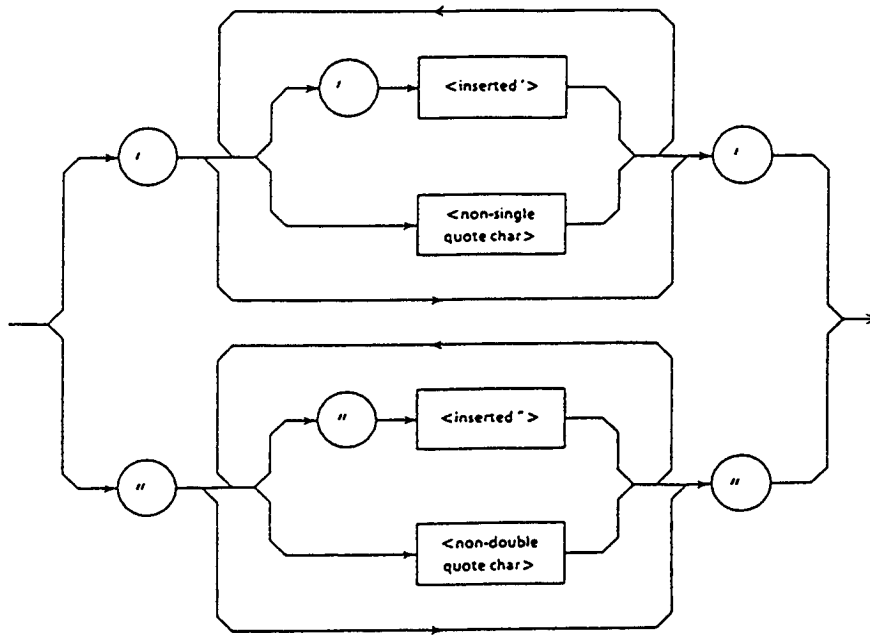 '
<inserted '>
'
'
<non-single
quote char>
"
<inserted ">
"
"
<non-double
quote char>